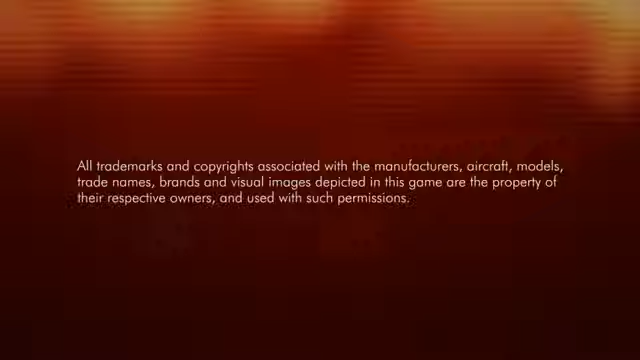 All trademarks and copyrights associated with the manufacturers, aircraft, models,
trade names, brands and visual images depicted in this game are the property of
their respective owners, and used with such permissions.